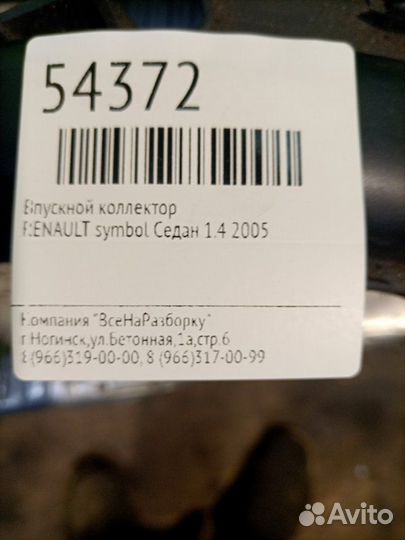 54372
Впускной коллектор
RENAULT symbol Седан 1.4 2005
Компания "ВсеНаРазборку"
г.Ногинск,ул.Бетонная,1а,стр.6
8(966)319-00-00, 8 (966)317-00-99
Avito